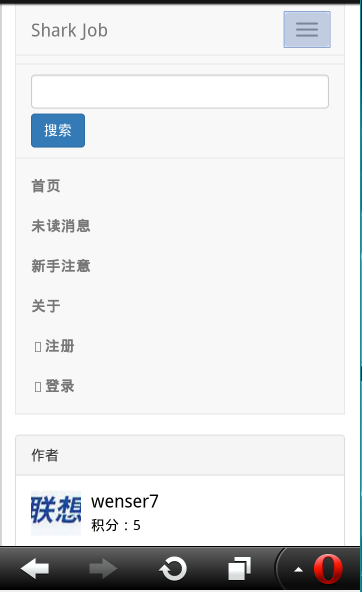 Shark Job
搜索
首页
未读消息
新手注意
关于
注册
登录
作者
联想
wenser7
积分：5